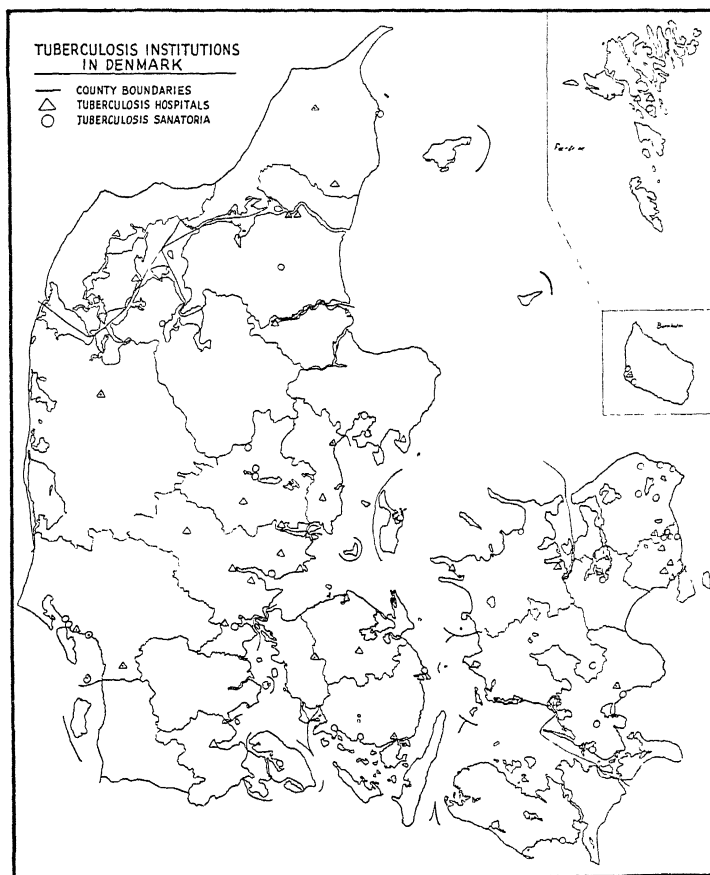 TUBERCULOSIS INSTITUTIONS
IN DENMARK
COUNTY BOUNDARIES
TUBERCULOSIS HOSPITALS
TUBERCULOSIS SANATORIA
Bornholm